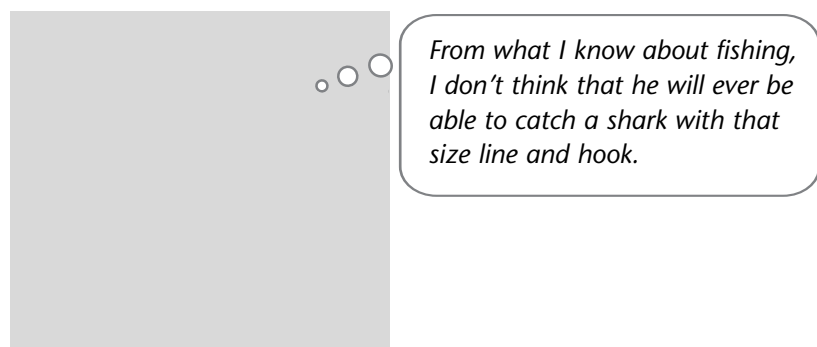 From what I know about fishing,
I don’t think that he will ever be
able to catch a shark with that
size line and hook.